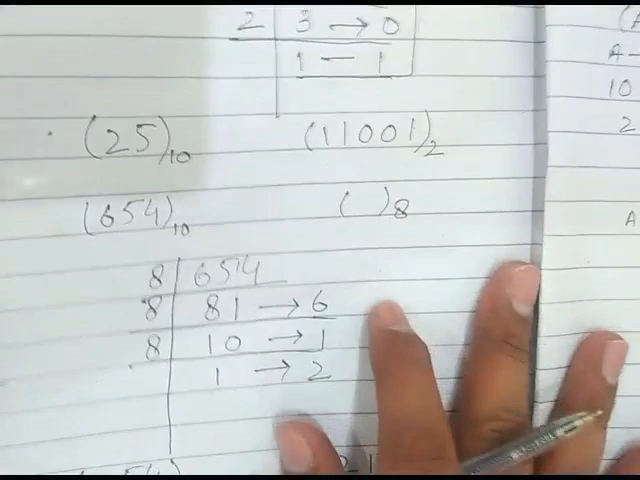 2 | 3 → 0
1 — 1
(25)10 (11001)2
(654)10 ( )8
8 | 654
8 | 81 → 6
8 | 10 → 1
1 → 2
A -
10
2
A